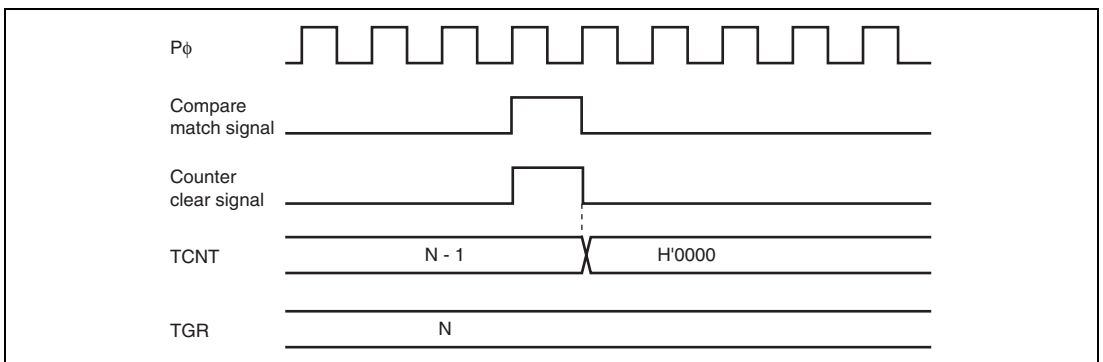 Pφ
Compare
match signal
Counter
clear signal
TCNT
N - 1
H'0000
TGR
N